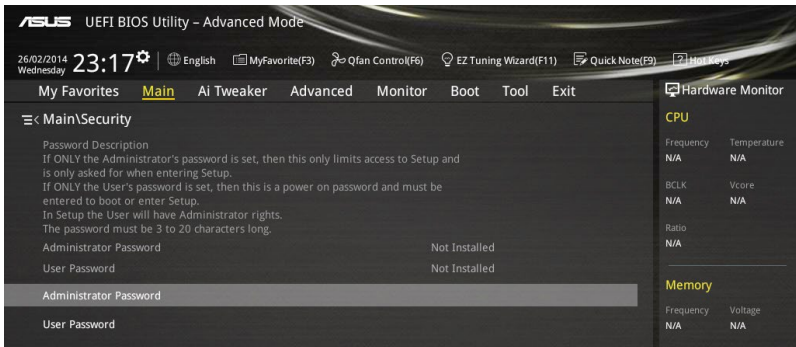 ASUS UEFI BIOS Utility – Advanced Mode
26/02/2014
Wednesday
23:17
English
MyFavorite(F3)
Qfan Control(F6)
EZ Tuning Wizard(F11)
Quick Note(F9)
Hot Keys
My Favorites Main Ai Tweaker Advanced Monitor Boot Tool Exit
Main\Security
Password Description
If ONLY the Administrator's password is set, then this only limits access to Setup and
is only asked for when entering Setup.
If ONLY the User's password is set, then this is a power on password and must be
entered to boot or enter Setup.
In Setup the User will have Administrator rights.
The password must be 3 to 20 characters long.
Administrator Password Not Installed
User Password Not Installed
Administrator Password
User Password
Hardware Monitor
CPU
Frequency Temperature
N/A N/A
BCLK Vcore
N/A N/A
Ratio
N/A
Memory
Frequency Voltage
N/A N/A